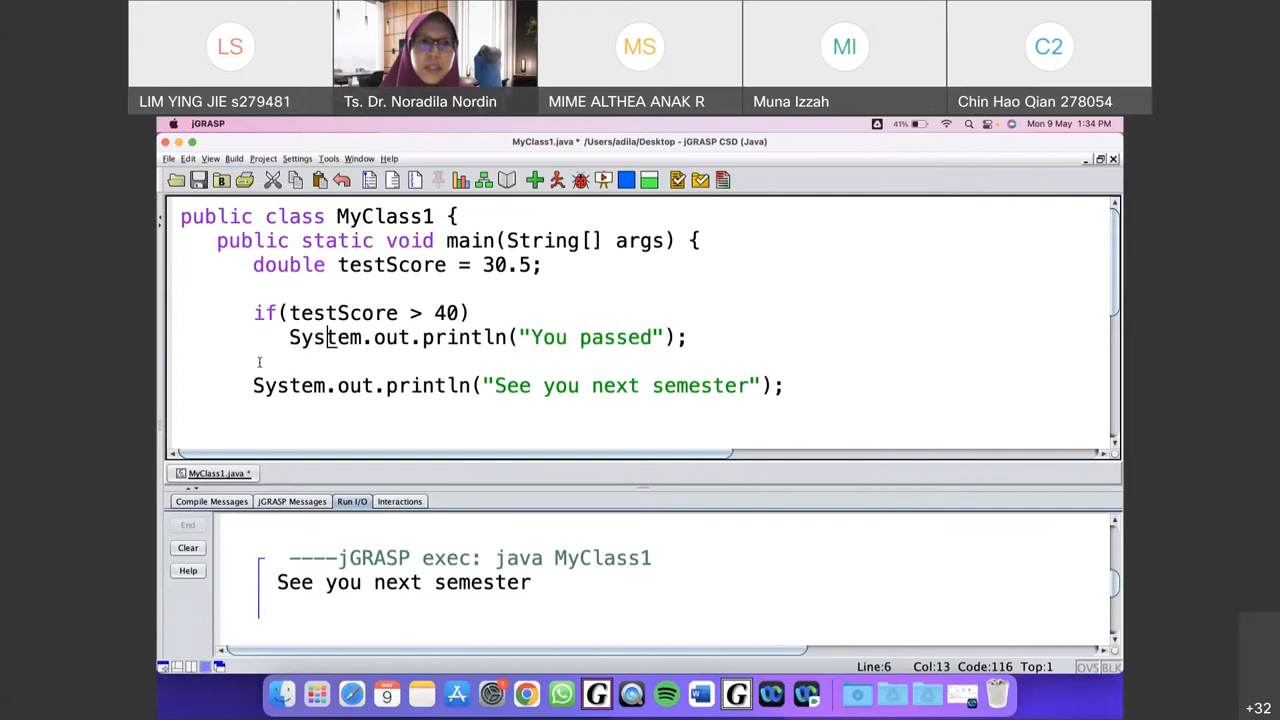 LS
MS
MI
C2
LIM YING JIE s279481
Ts. Dr. Noradila Nordin
MIME ALTHEA ANAK R
Muna Izzah
Chin Hao Qian 278054
jGRASP
41%
Mon 9 May 1:34 PM
MyClass1.java * /Users/adila/Desktop - jGRASP CSD (Java)
File Edit View Build Project Settings Tools Window Help
public class MyClass1 {
public static void main(String[] args) {
double testScore = 30.5;
if(testScore > 40)
System.out.println("You passed");
System.out.println("See you next semester");
MyClass1.java *
Compile Messages jGRASP Messages Run I/O Interactions
End
Clear
Help
----jGRASP exec: java MyClass1
See you next semester
Line:6 Col:13 Code:116 Top:1 OVS BLK
MAY
9
G
W
G
+32